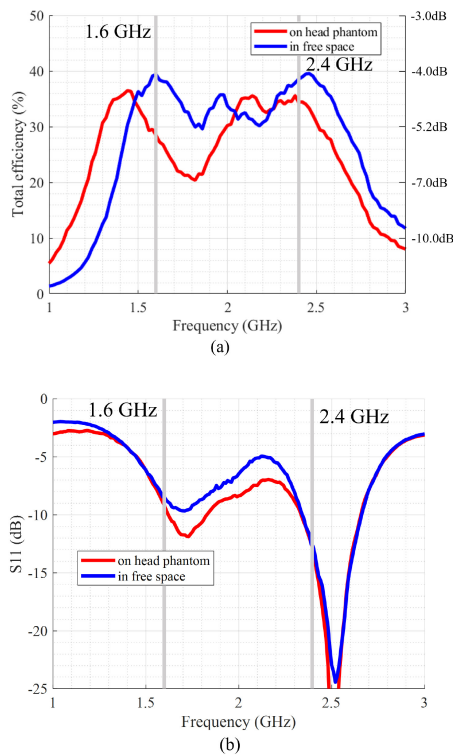 50
40
30
20
10
0
Total efficiency (%)
1.6 GHz
on head phantom
in free space
2.4 GHz
-3.0dB
-4.0dB
-5.2dB
-7.0dB
-10.0dB
1 1.5 2 2.5 3
Frequency (GHz)
(a)
0
-5
-10
-15
-20
-25
S11 (dB)
1.6 GHz
2.4 GHz
on head phantom
in free space
1 1.5 2 2.5 3
Frequency (GHz)
(b)